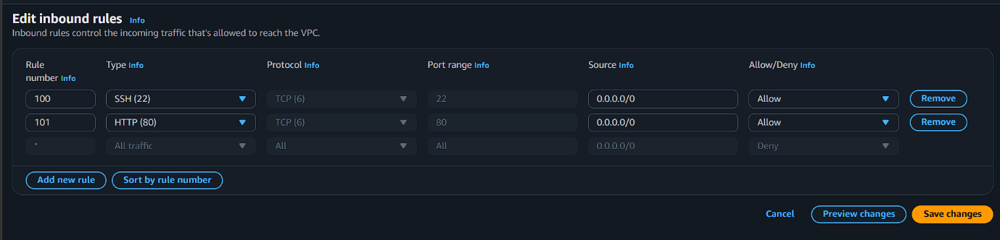 Edit inbound rules Info
Inbound rules control the incoming traffic that's allowed to reach the VPC.
Rule number Info Type Info Protocol Info Port range Info Source Info Allow/Deny Info
100 SSH (22) TCP (6) 22 0.0.0.0/0 Allow Remove
101 HTTP (80) TCP (6) 80 0.0.0.0/0 Allow Remove
* All traffic All All 0.0.0.0/0 Deny
Add new rule Sort by rule number
Cancel Preview changes Save changes